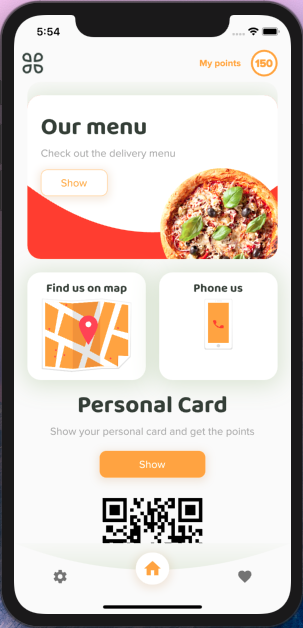 5:54
My points 150
Our menu
Check out the delivery menu
Show
Find us on map
Phone us
Personal Card
Show your personal card and get the points
Show